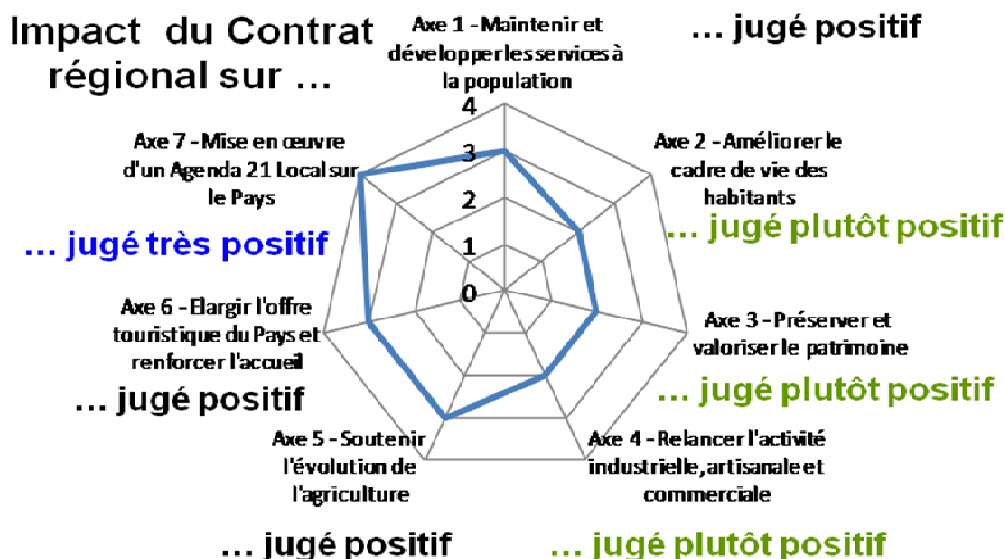 Impact du Contrat
régional sur ...
Axe 1 - Maintenir et
développer les services à
la population
... jugé positif
4
3
2
1
0
Axe 2 - Améliorer le
cadre de vie des
habitants
... jugé plutôt positif
Axe 3 - Préserver et
valoriser le patrimoine
... jugé plutôt positif
Axe 4 - Relancer l'activité
industrielle, artisanale et
commerciale
... jugé plutôt positif
Axe 5 - Soutenir
l'évolution de
l'agriculture
... jugé positif
Axe 6 - Elargir l'offre
touristique du Pays et
renforcer l'accueil
... jugé positif
Axe 7 - Mise en œuvre
d'un Agenda 21 Local sur
le Pays
... jugé très positif